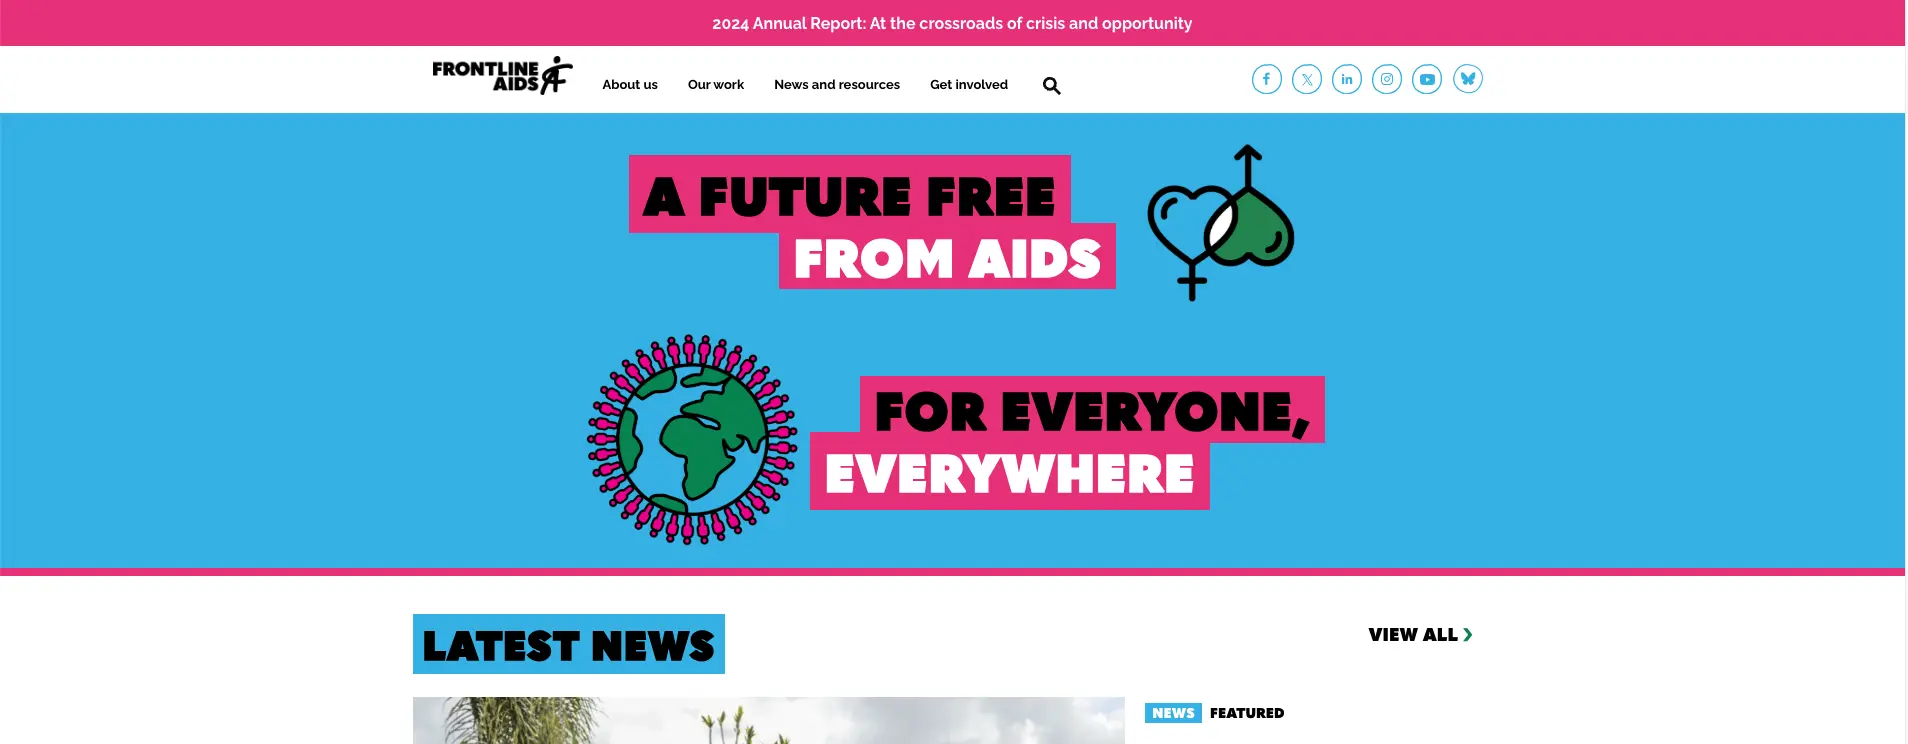 2024 Annual Report: At the crossroads of crisis and opportunity
FRONTLINE
AIDS
About us
Our work
News and resources
Get involved
A FUTURE FREE
FROM AIDS
FOR EVERYONE,
EVERYWHERE
LATEST NEWS
VIEW ALL
NEWS FEATURED